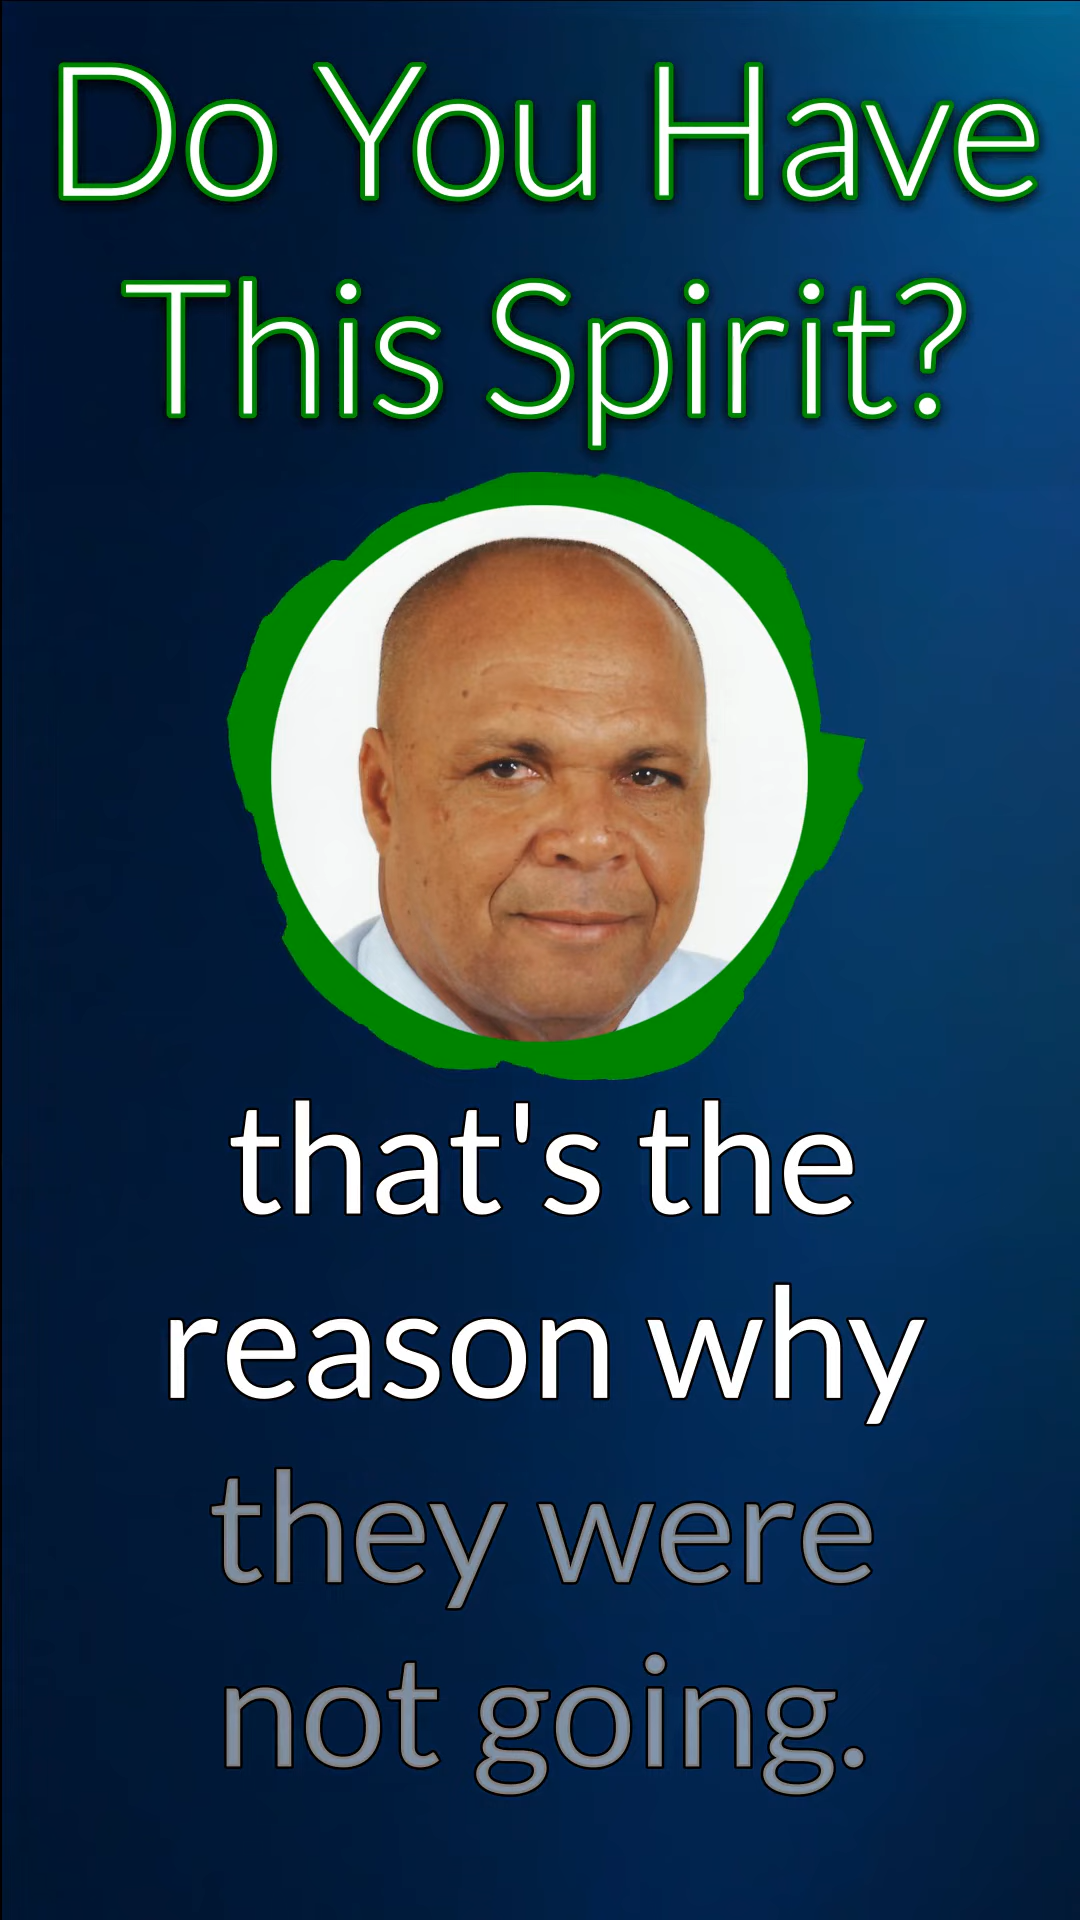 Do You Have
This Spirit?
that's the
reason why
they were
not going.